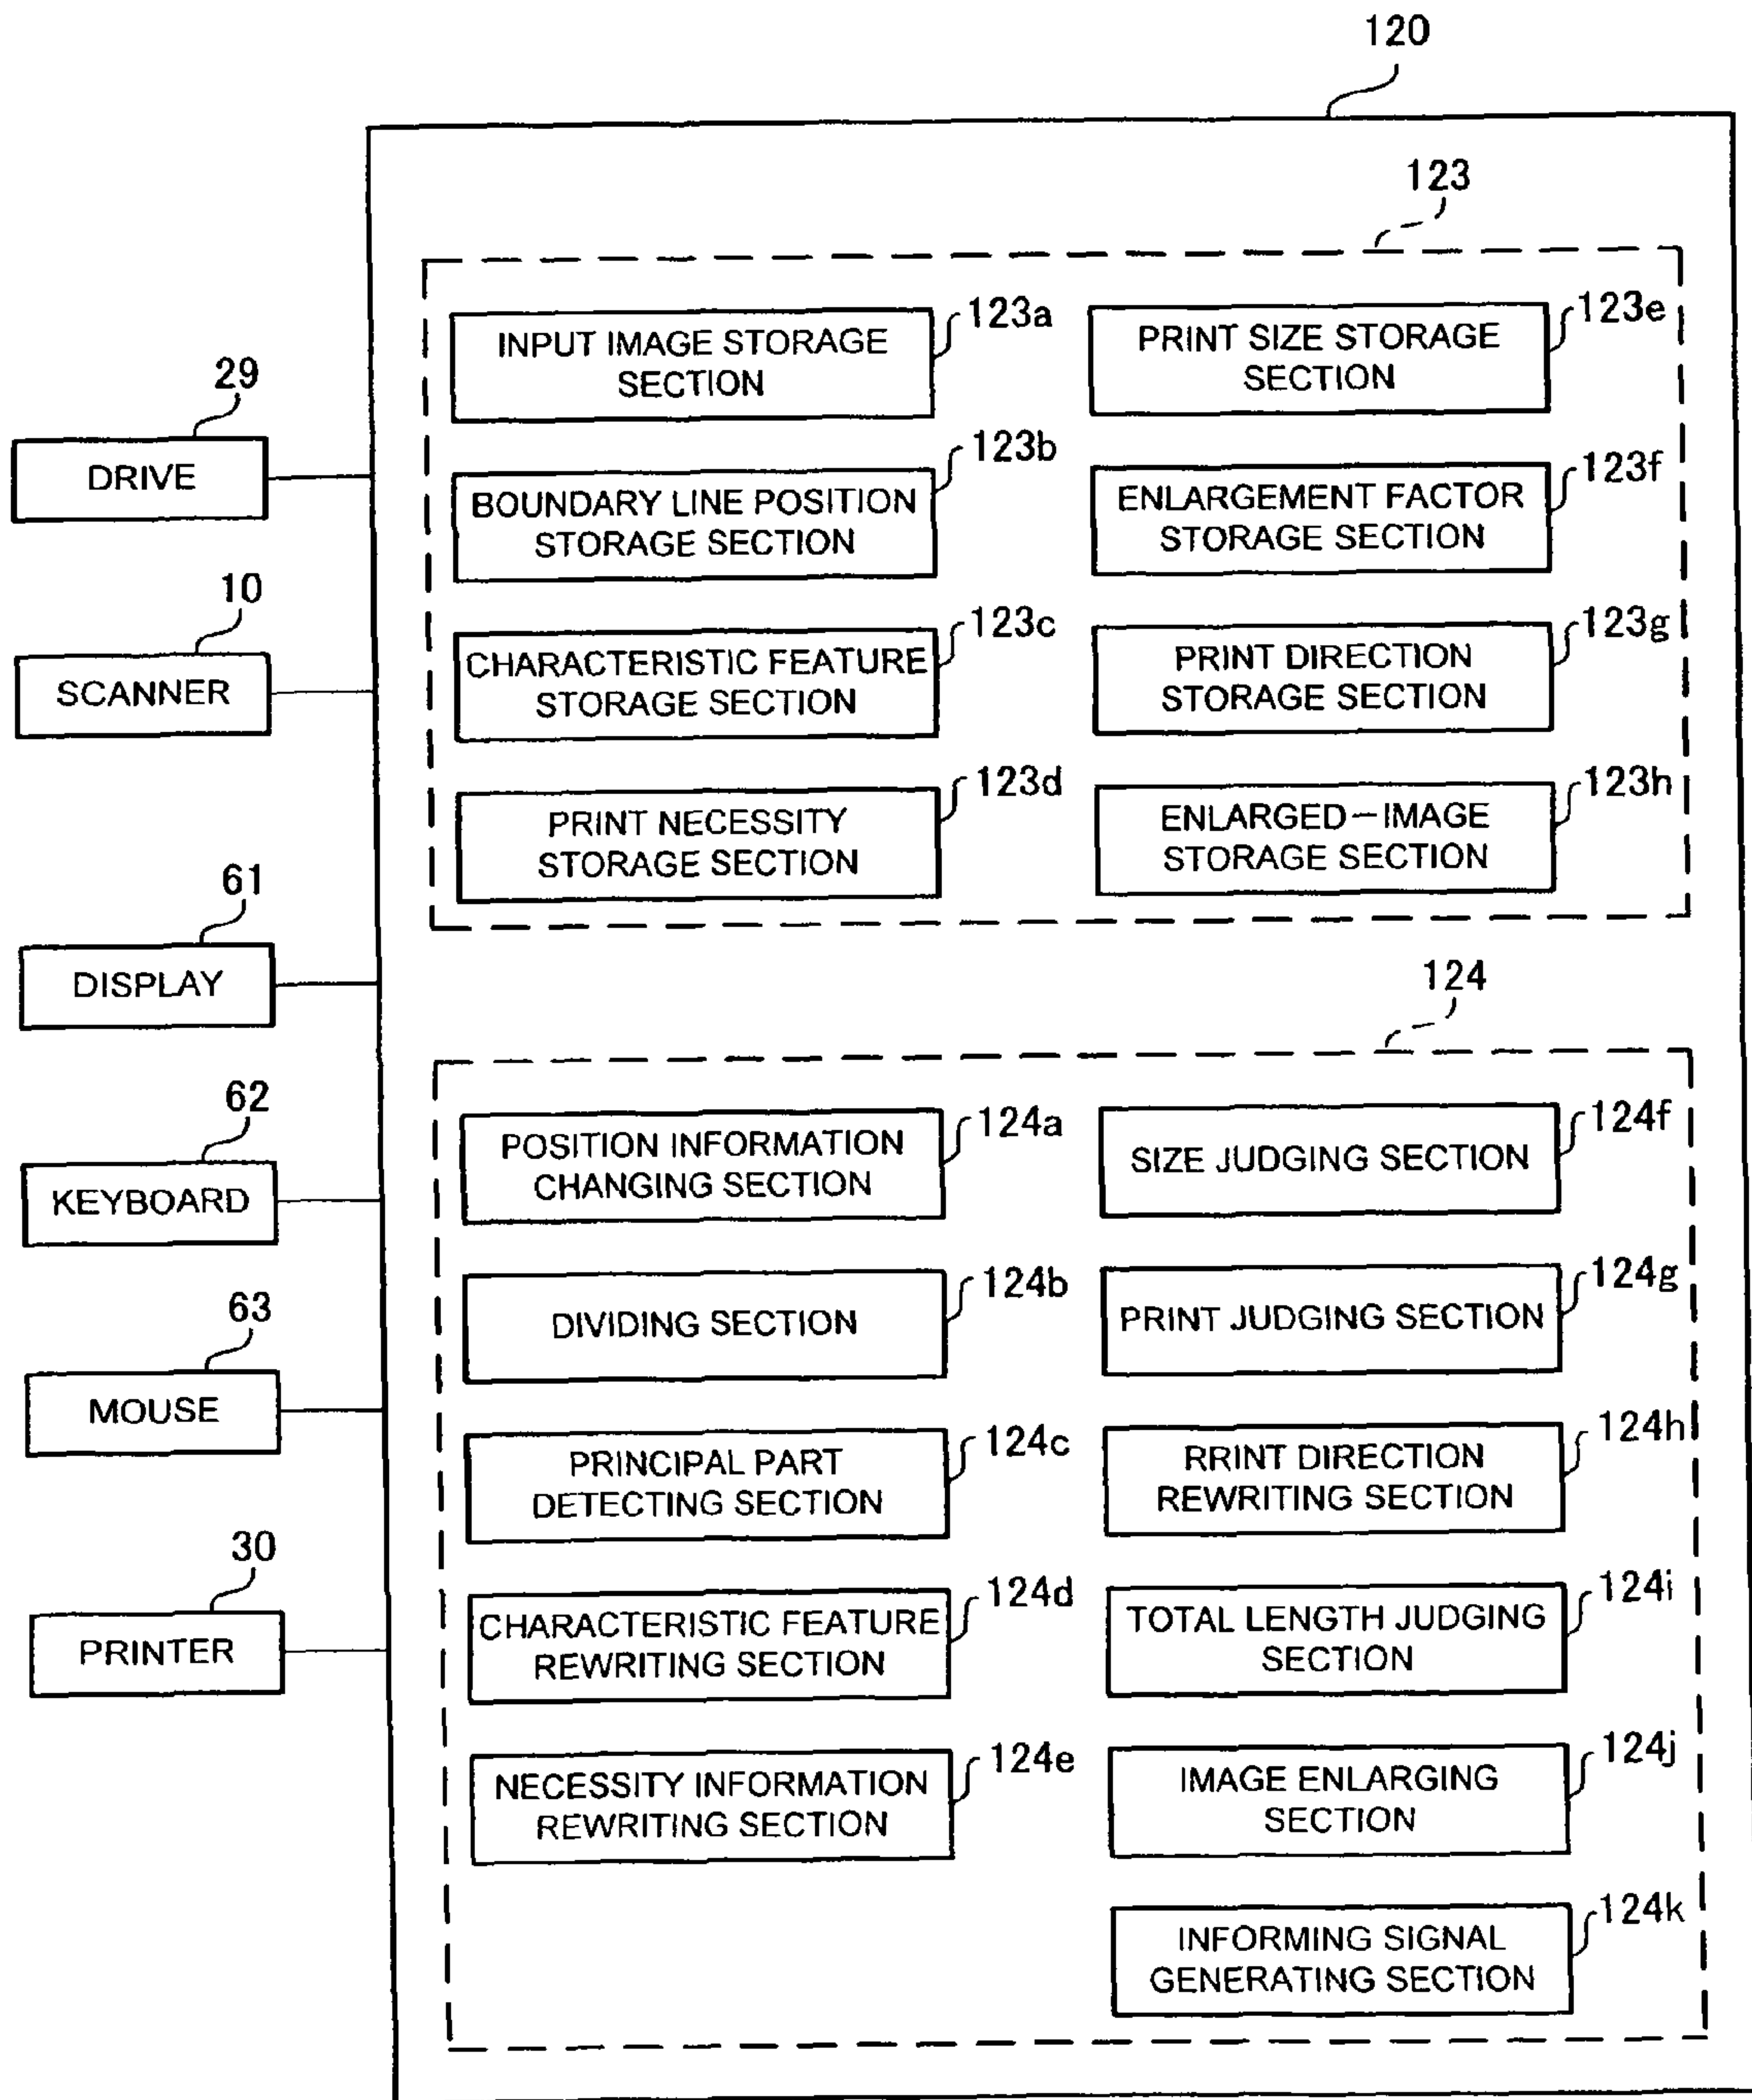 120
123
INPUT IMAGE STORAGE
SECTION
123a
PRINT SIZE STORAGE
SECTION
123e
29
DRIVE
BOUNDARY LINE POSITION
STORAGE SECTION
123b
ENLARGEMENT FACTOR
STORAGE SECTION
123f
10
SCANNER
CHARACTERISTIC FEATURE
STORAGE SECTION
123c
PRINT DIRECTION
STORAGE SECTION
123g
PRINT NECESSITY
STORAGE SECTION
123d
ENLARGED-IMAGE
STORAGE SECTION
123h
61
DISPLAY
124
62
KEYBOARD
POSITION INFORMATION
CHANGING SECTION
124a
SIZE JUDGING SECTION
124f
63
MOUSE
DIVIDING SECTION
124b
PRINT JUDGING SECTION
124g
PRINCIPAL PART
DETECTING SECTION
124c
RRINT DIRECTION
REWRITING SECTION
124h
30
PRINTER
CHARACTERISTIC FEATURE
REWRITING SECTION
124d
TOTAL LENGTH JUDGING
SECTION
124i
NECESSITY INFORMATION
REWRITING SECTION
124e
IMAGE ENLARGING
SECTION
124j
INFORMING SIGNAL
GENERATING SECTION
124k